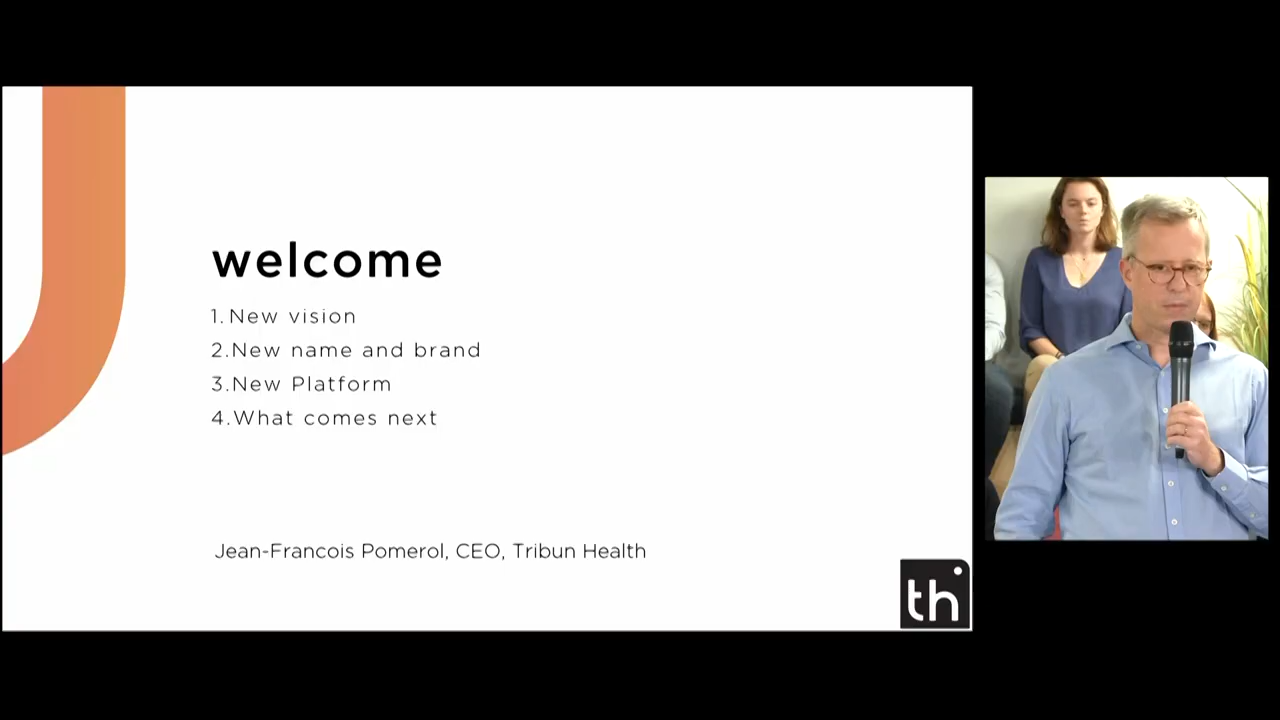 welcome
1. New vision
2.New name and brand
3.New Platform
4.What comes next
Jean-Francois Pomerol, CEO, Tribun Health
th